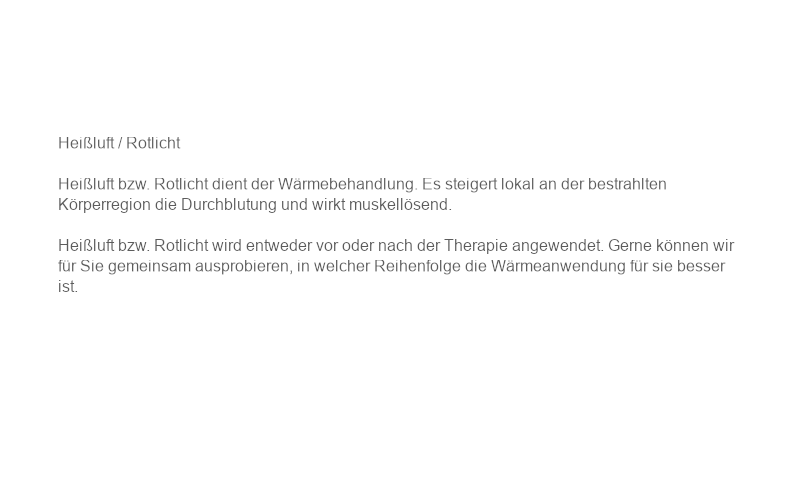 Heißluft / Rotlicht
Heißluft bzw. Rotlicht dient der Wärmebehandlung. Es steigert lokal an der bestrahlten
Körperregion die Durchblutung und wirkt muskellösend.
Heißluft bzw. Rotlicht wird entweder vor oder nach der Therapie angewendet. Gerne können wir
für Sie gemeinsam ausprobieren, in welcher Reihenfolge die Wärmeanwendung für sie besser
ist.